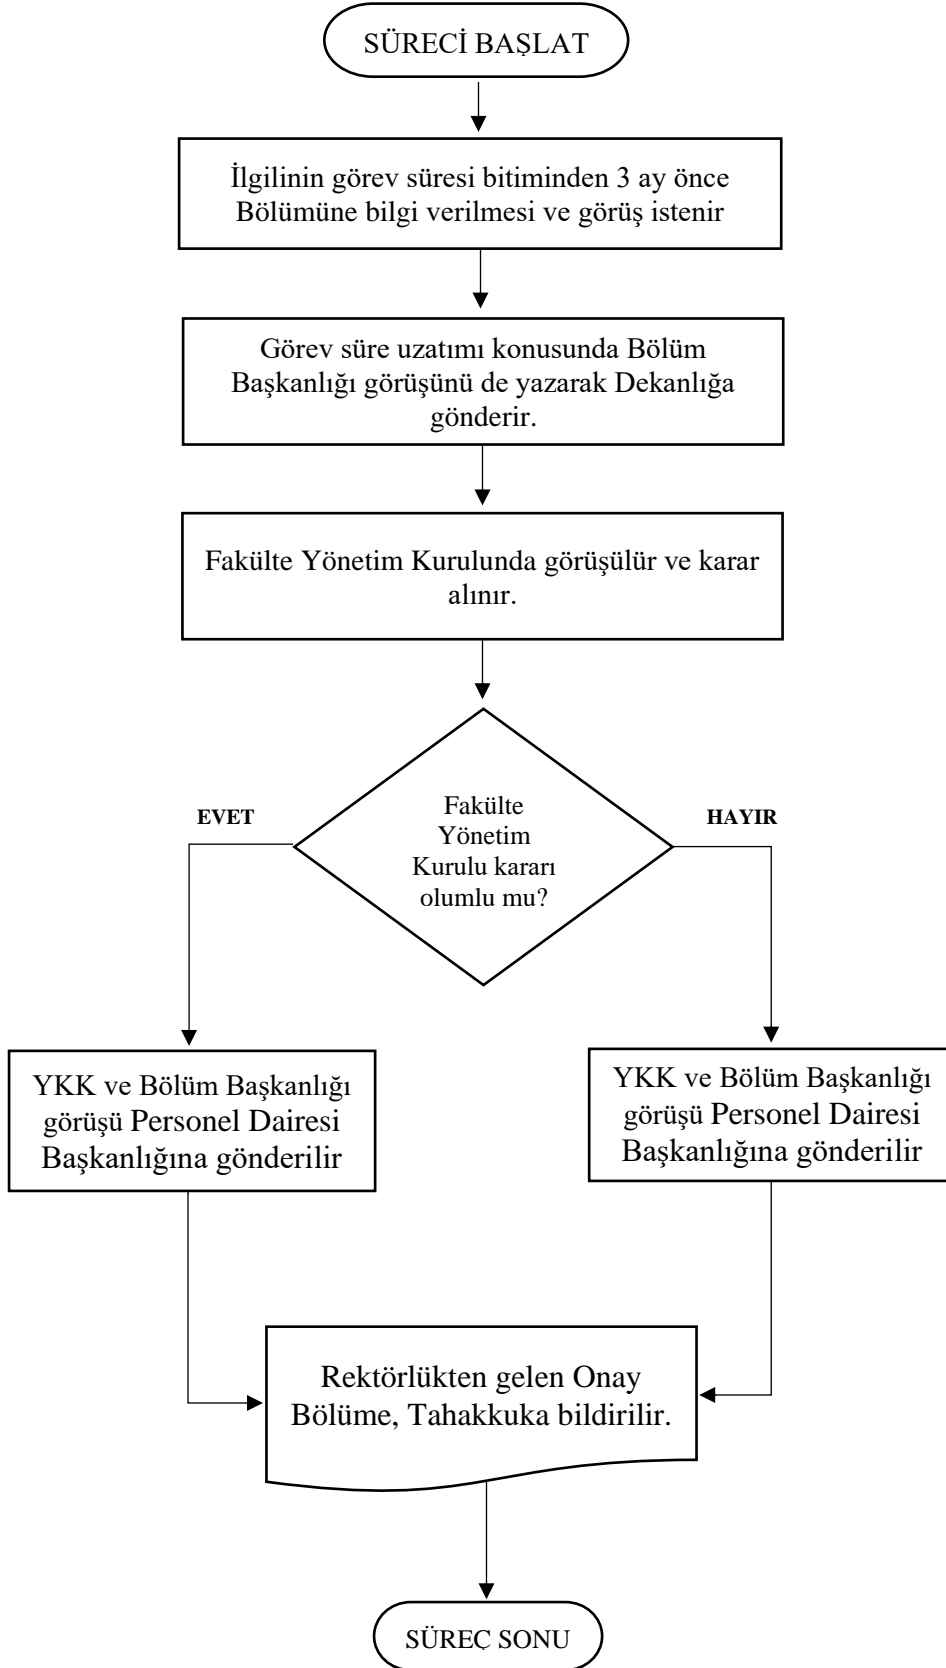 SÜRECİ BAŞLAT
İlgilinin görev süresi bitiminden 3 ay önce
Bölümüne bilgi verilmesi ve görüş istenir
Görev süre uzatımı konusunda Bölüm
Başkanlığı görüşünü de yazarak Dekanlığa
gönderir.
Fakülte Yönetim Kurulunda görüşülür ve karar
alınır.
Fakülte
Yönetim
Kurulu kararı
olumlu mu?
EVET
HAYIR
YKK ve Bölüm Başkanlığı
görüşü Personel Dairesi
Başkanlığına gönderilir
YKK ve Bölüm Başkanlığı
görüşü Personel Dairesi
Başkanlığına gönderilir
Rektörlükten gelen Onay
Bölüme, Tahakkuka bildirilir.
SÜREÇ SONU